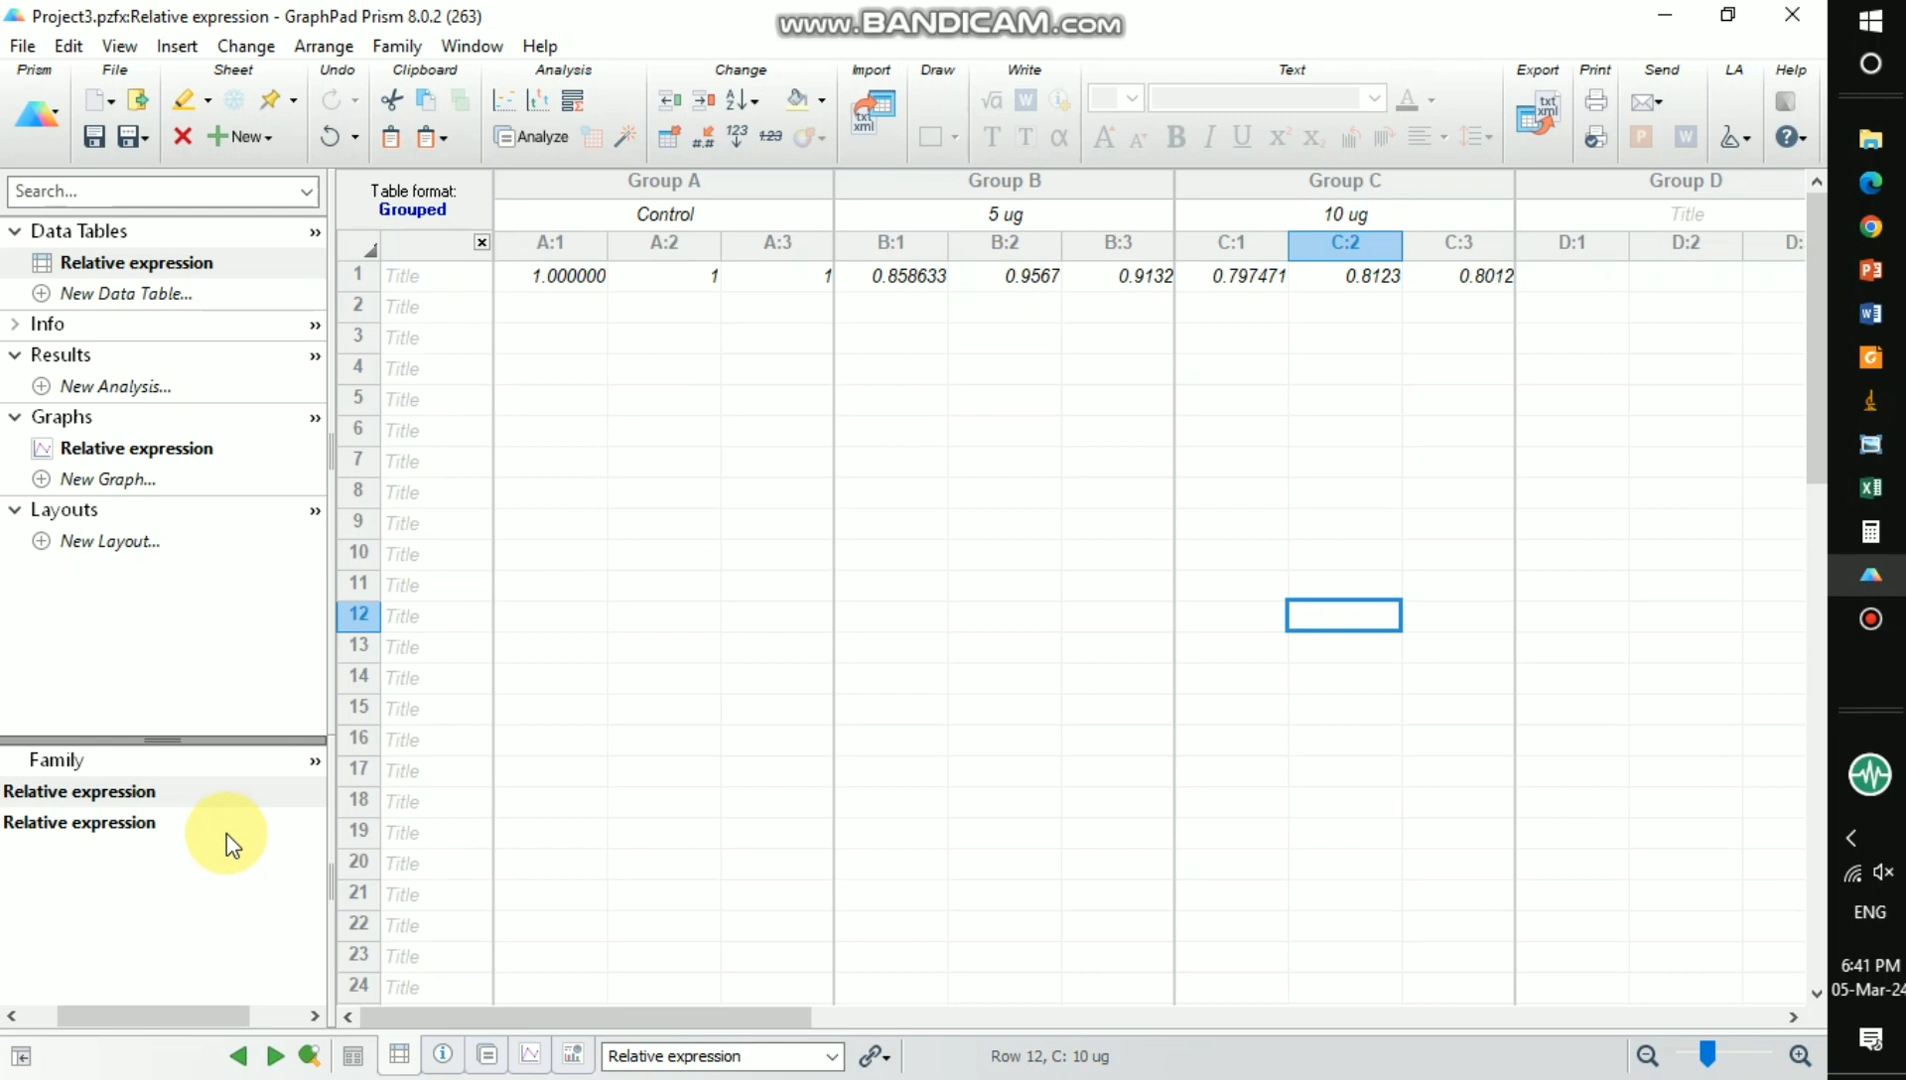 Project3.pzfx:Relative expression - GraphPad Prism 8.0.2 (263)
www.BANDICAM.com
File Edit View Insert Change Arrange Family Window Help
Prism File Sheet Undo Clipboard Analysis Change Import Draw Write Text Export Print Send LA Help
New
Analyze
Search...
Data Tables
Relative expression
New Data Table...
Info
Results
New Analysis...
Graphs
Relative expression
New Graph...
Layouts
New Layout...
Family
Relative expression
Relative expression
Table format:
Grouped
Group A Group B Group C Group D
Control 5 ug 10 ug Title
A:1 A:2 A:3 B:1 B:2 B:3 C:1 C:2 C:3 D:1 D:2 D:
1 Title 1.000000 1 1 0.858633 0.9567 0.9132 0.797471 0.8123 0.8012
2 Title
3 Title
4 Title
5 Title
6 Title
7 Title
8 Title
9 Title
10 Title
11 Title
12 Title
13 Title
14 Title
15 Title
16 Title
17 Title
18 Title
19 Title
20 Title
21 Title
22 Title
23 Title
24 Title
Relative expression
Row 12, C: 10 ug
ENG
6:41 PM
05-Mar-24